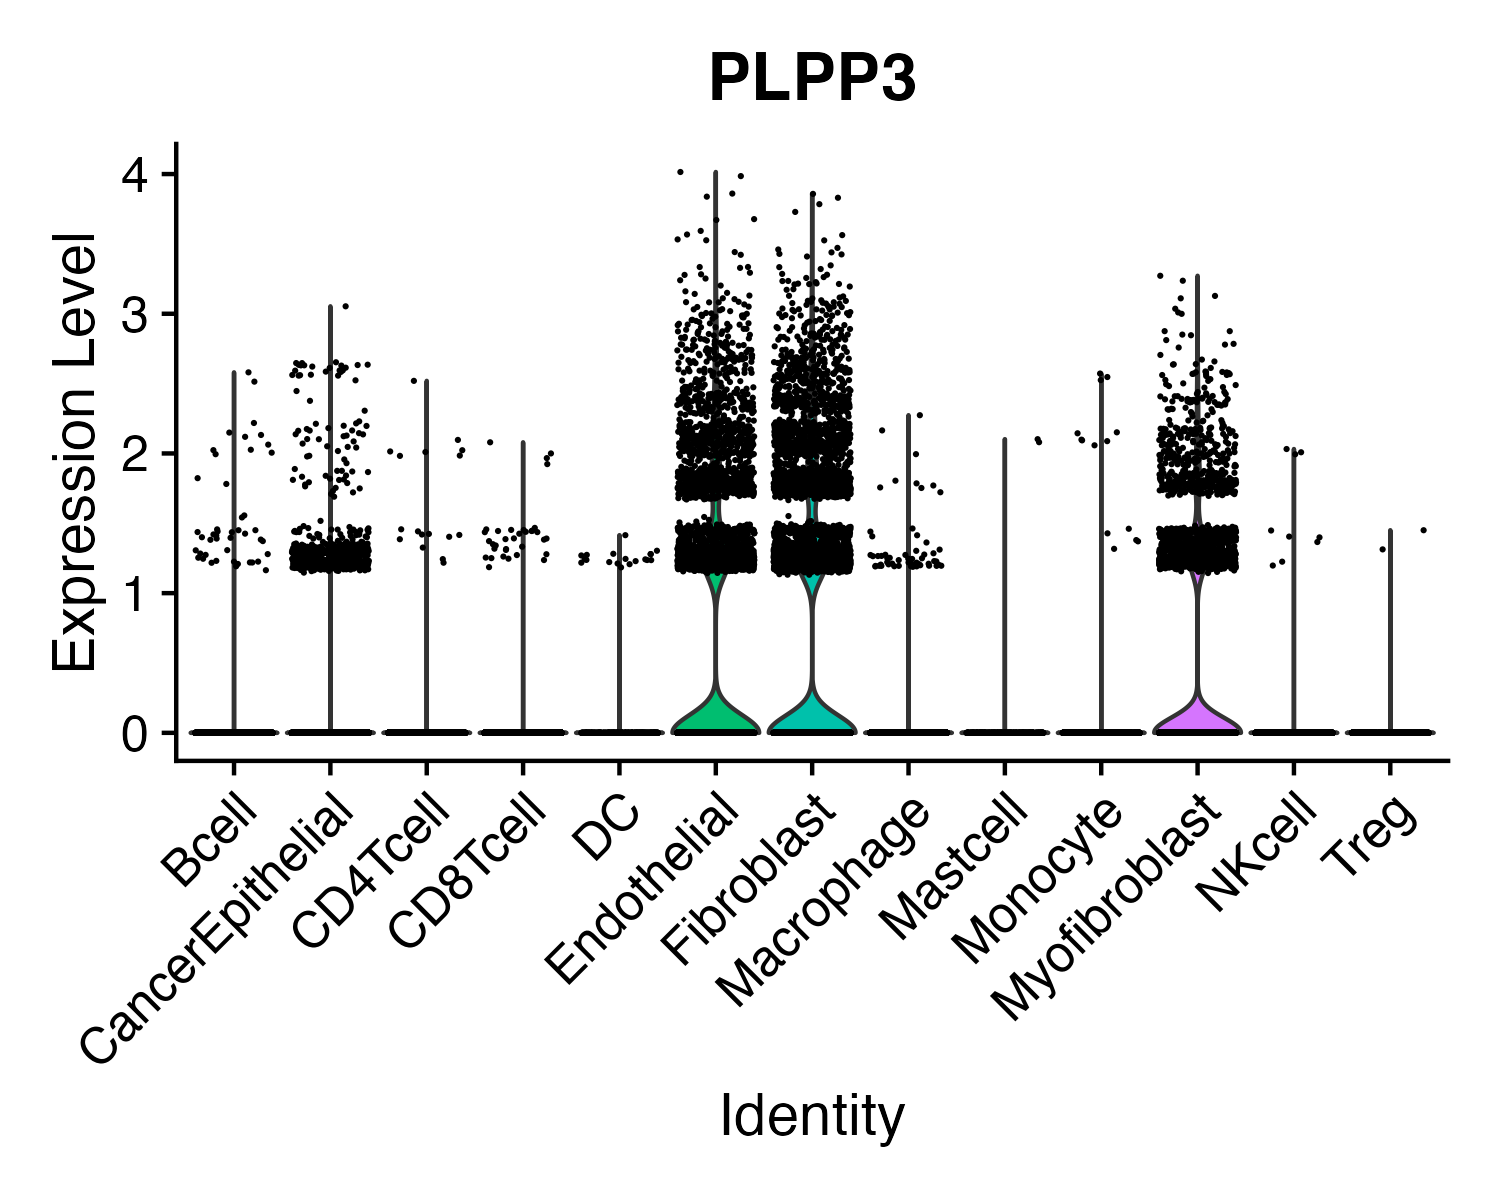 PLPP3
Expression Level
4
3
2
1
0
Bcell
CancerEpithelial
CD4Tcell
CD8Tcell
DC
Endothelial
Fibroblast
Macrophage
Mastcell
Monocyte
Myofibroblast
NKcell
Treg
Identity